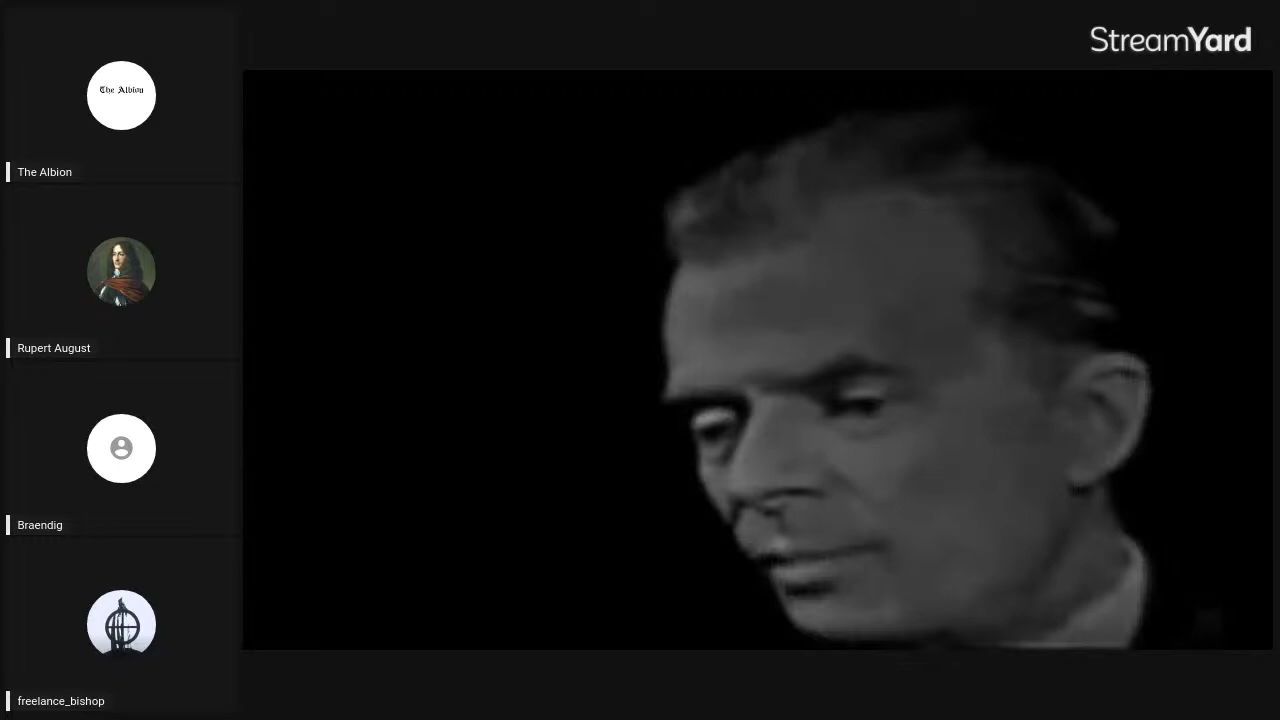 StreamYard
The Albion
The Albion
Rupert August
Braendig
freelance_bishop